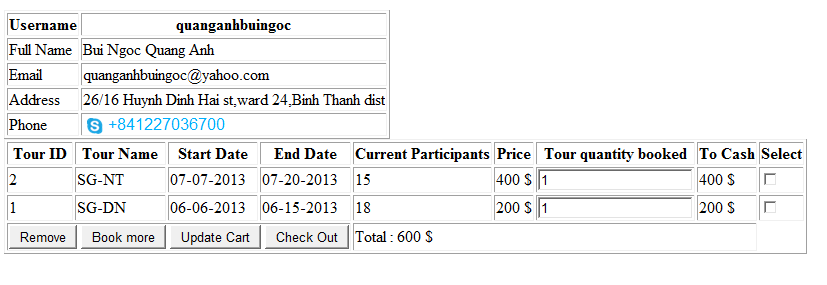 Username quanganhbuingoc
Full Name Bui Ngoc Quang Anh
Email quanganhbuingoc@yahoo.com
Address 26/16 Huynh Dinh Hai st,ward 24,Binh Thanh dist
Phone +841227036700
Tour ID Tour Name Start Date End Date Current Participants Price Tour quantity booked To Cash Select
2 SG-NT 07-07-2013 07-20-2013 15 400 $ 1 400 $
1 SG-DN 06-06-2013 06-15-2013 18 200 $ 1 200 $
Remove Book more Update Cart Check Out Total : 600 $